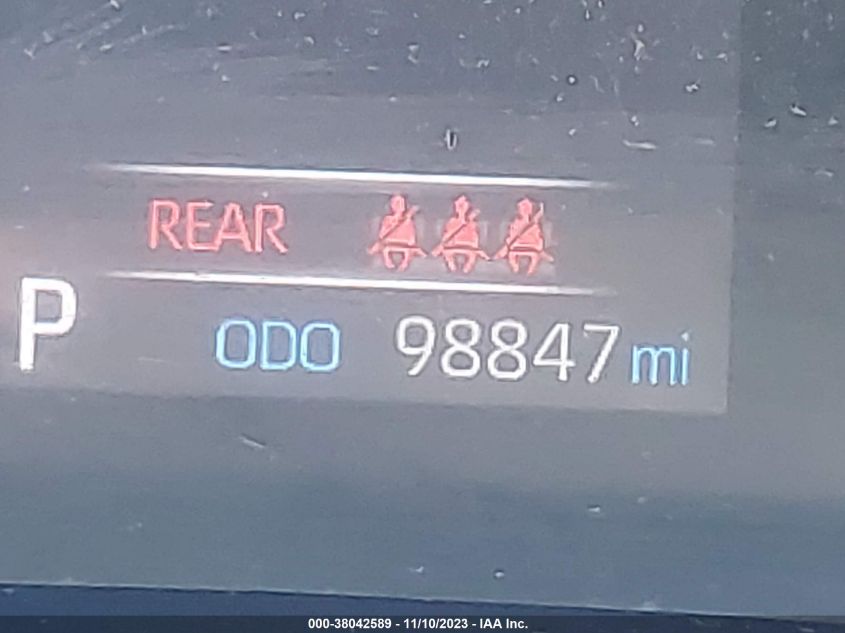 REAR
P ODO 98847 mi
000-38042589 - 11/10/2023 - IAA Inc.